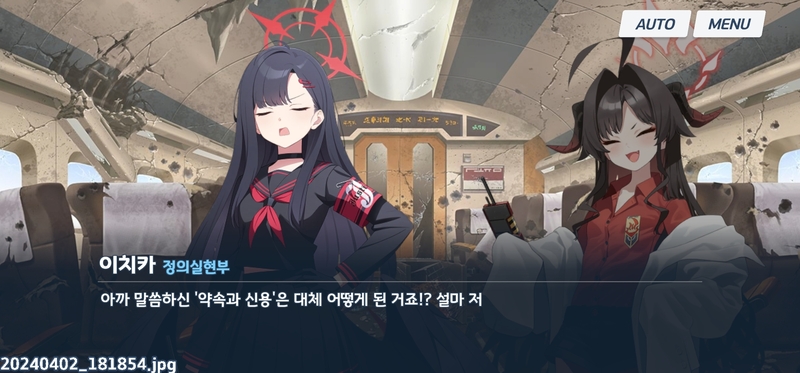 AUTO
MENU
이치카 정의실현부
아까 말씀하신 '약속과 신용'은 대체 어떻게 된 거죠!? 설마 저
20240402_181854.jpg